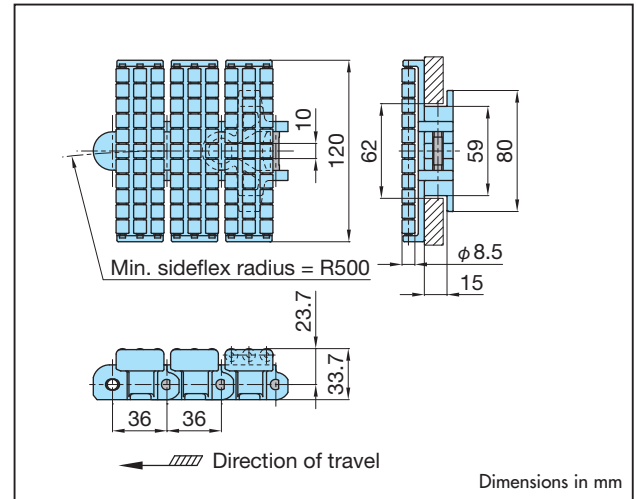 10
120
62
59
80
Min. sideflex radius = R500
φ8.5
15
23.7
33.7
36 36
Direction of travel
Dimensions in mm